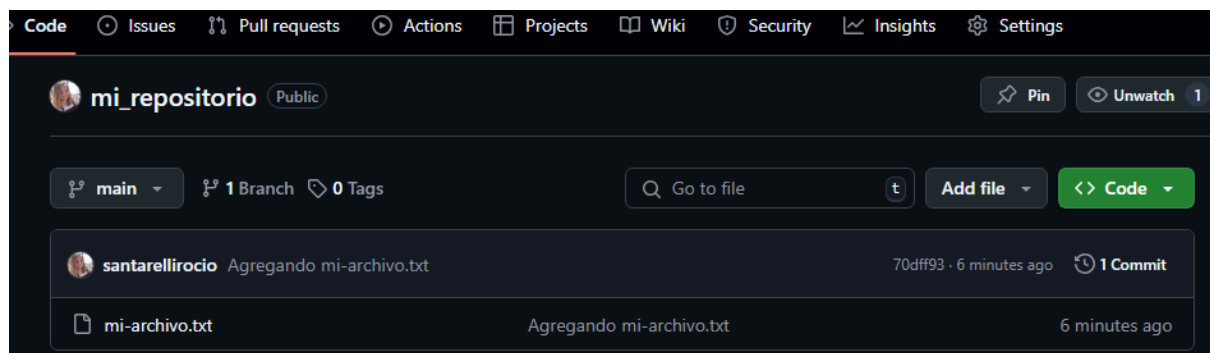 Code Issues Pull requests Actions Projects Wiki Security Insights Settings
mi_repositorio Public Pin Unwatch 1
main 1 Branch 0 Tags Go to file t Add file Code
santarellirocio Agregando mi-archivo.txt 70dff93 · 6 minutes ago 1 Commit
mi-archivo.txt Agregando mi-archivo.txt 6 minutes ago